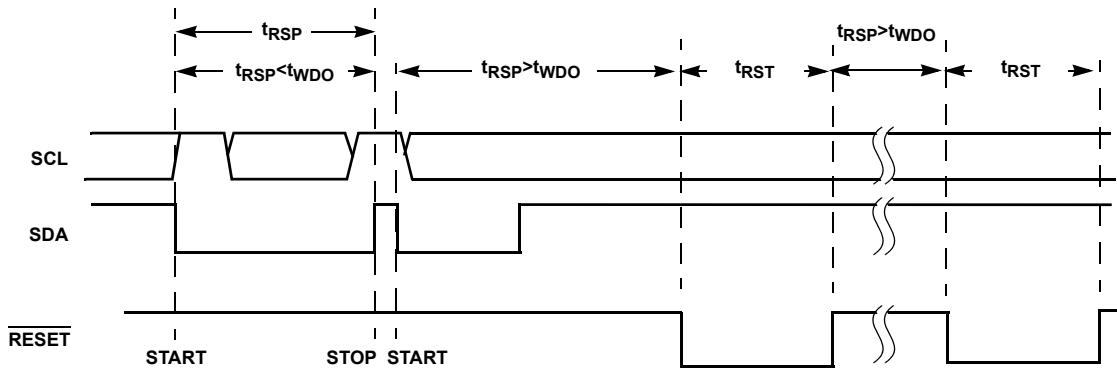 tRSP
tRSP<tWDO
tRSP>tWDO
tRST
tRSP>tWDO
tRST
SCL
SDA
RESET
START
STOP
START